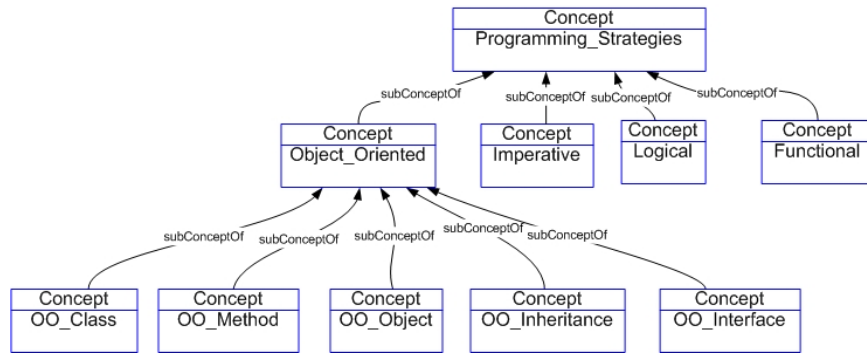 Concept
Programming_Strategies
subConceptOf
subConceptOf
subConceptOf
subConceptOf
Concept
Object_Oriented
Concept
Imperative
Concept
Logical
Concept
Functional
subConceptOf
subConceptOf
subConceptOf
subConceptOf
subConceptOf
Concept
OO_Class
Concept
OO_Method
Concept
OO_Object
Concept
OO_Inheritance
Concept
OO_Interface